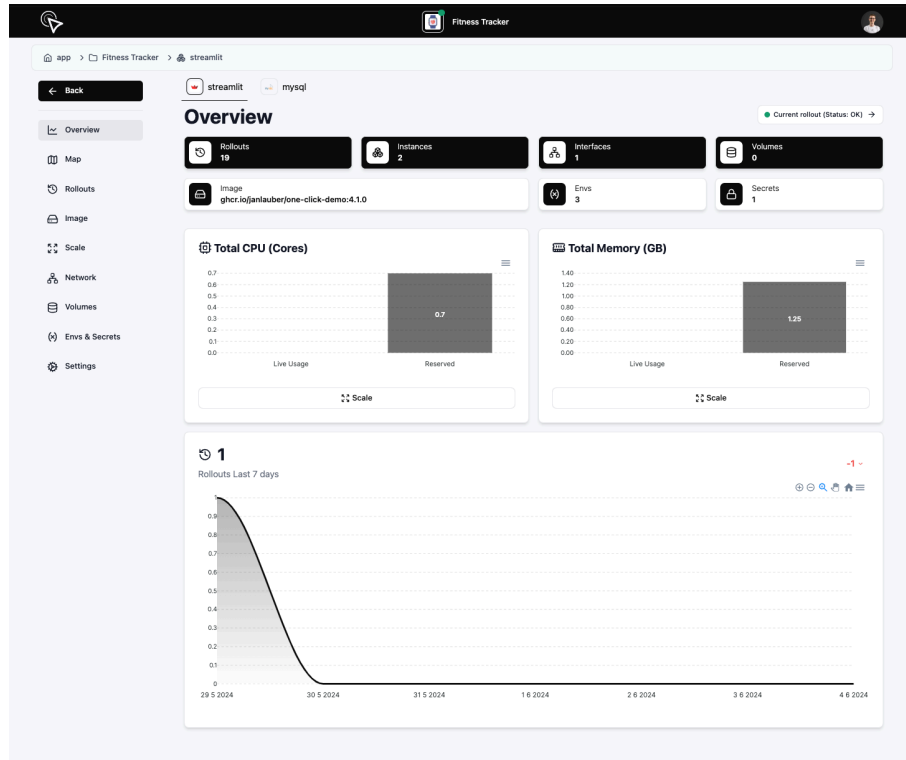 Fitness Tracker
app > Fitness Tracker > streamlit
Back
streamlit mysql
Overview
Current rollout (Status: OK)
Overview
Map
Rollouts
Image
Scale
Network
Volumes
Envs & Secrets
Settings
Rollouts
19
Instances
2
Interfaces
1
Volumes
0
Image
ghcr.io/janlauber/one-click-demo:4.1.0
Envs
3
Secrets
1
Total CPU (Cores)
0.7
0.6
0.5
0.4
0.3
0.2
0.1
0.0
0.7
Live Usage Reserved
Scale
Total Memory (GB)
1.40
1.20
1.00
0.80
0.60
0.40
0.20
0.00
1.25
Live Usage Reserved
Scale
1
Rollouts Last 7 days
-1
1
0.9
0.8
0.7
0.6
0.5
0.4
0.3
0.2
0.1
0
29 5 2024 30 5 2024 31 5 2024 1 6 2024 2 6 2024 3 6 2024 4 6 2024